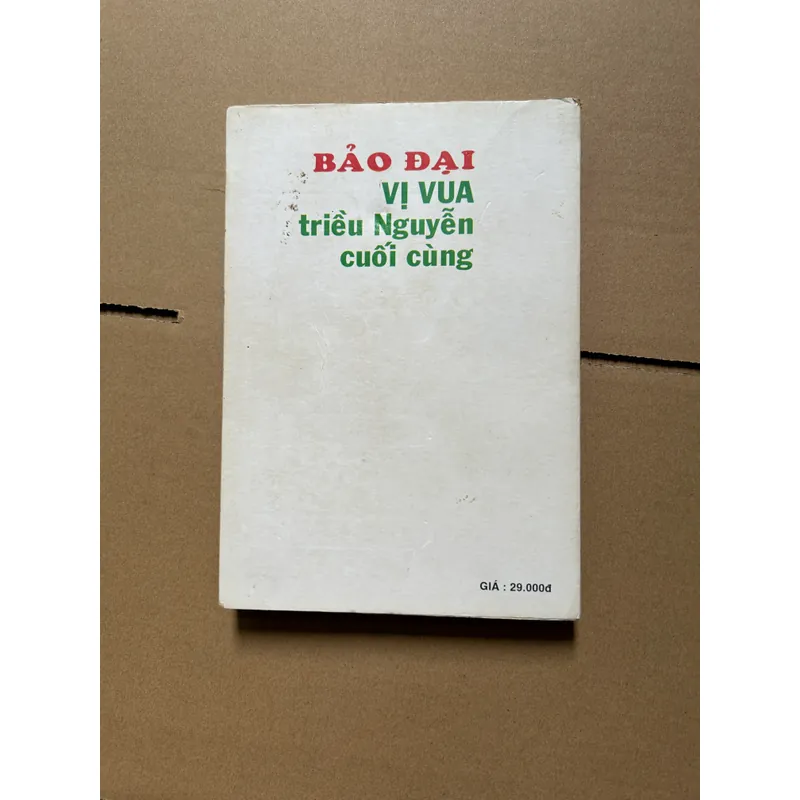 BẢO ĐẠI
VỊ VUA
triều Nguyễn
cuối cùng
GIÁ : 29.000đ